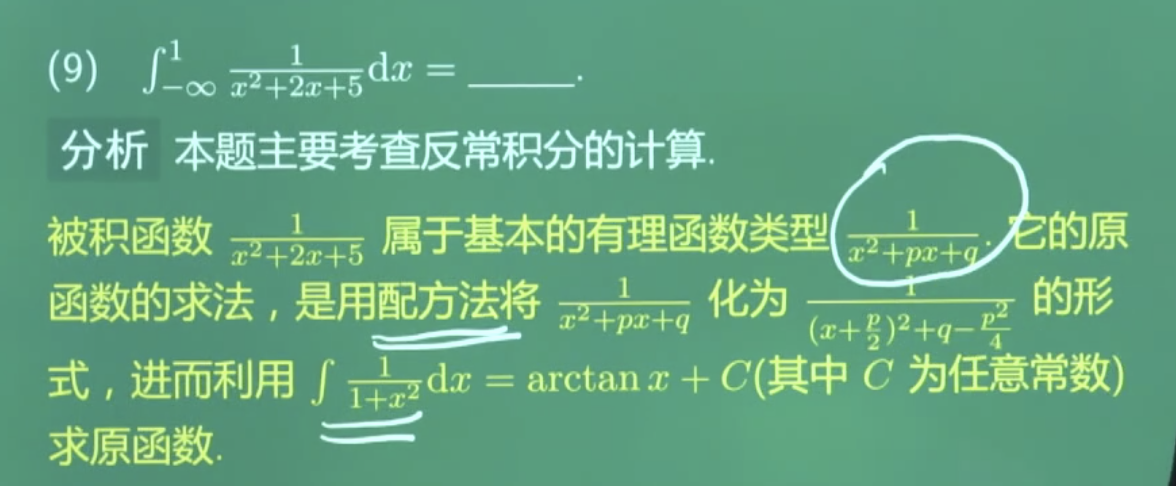 (9) ∫_{-∞}^{1} \frac{1}{x^2+2x+5}dx = ______.
分析 本题主要考查反常积分的计算.
被积函数 \frac{1}{x^2+2x+5} 属于基本的有理函数类型 \frac{1}{x^2+px+q}. 它的原
函数的求法，是用配方法将 \frac{1}{x^2+px+q} 化为 \frac{1}{(x+\frac{p}{2})^2+q-\frac{p^2}{4}} 的形
式，进而利用 ∫ \frac{1}{1+x^2}dx = arctan x + C(其中 C 为任意常数)
求原函数.